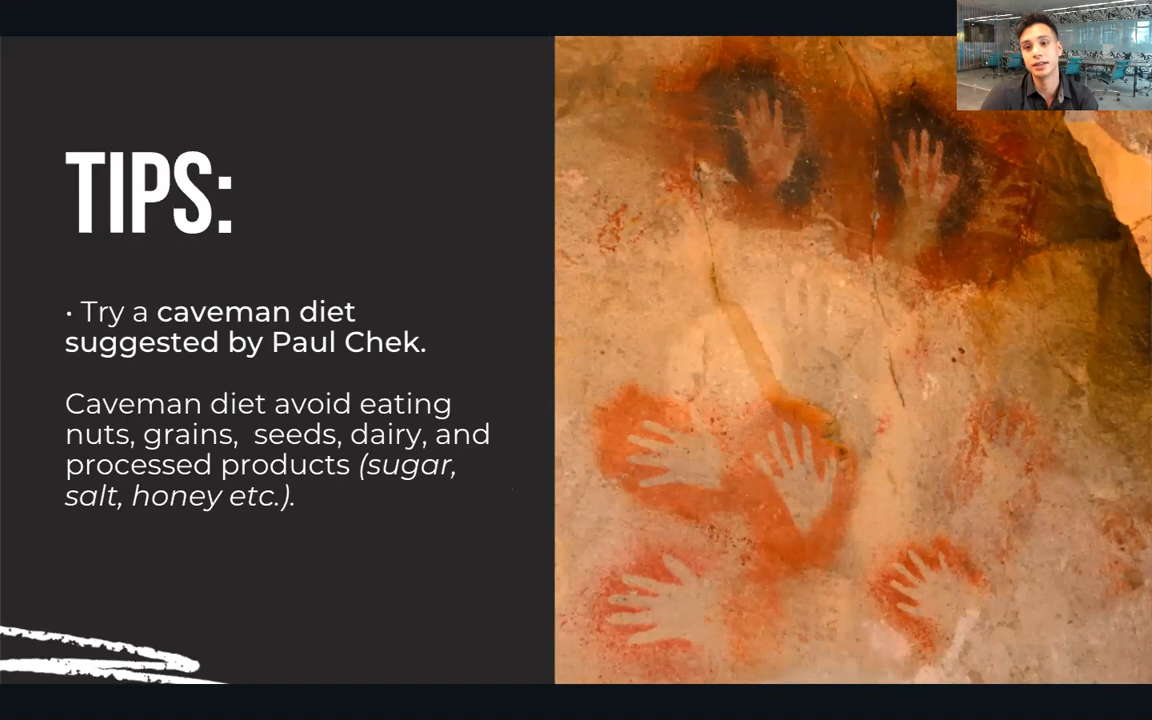 TIPS:
· Try a caveman diet
suggested by Paul Chek.
Caveman diet avoid eating
nuts, grains,  seeds, dairy, and
processed products (sugar,
salt, honey etc.).